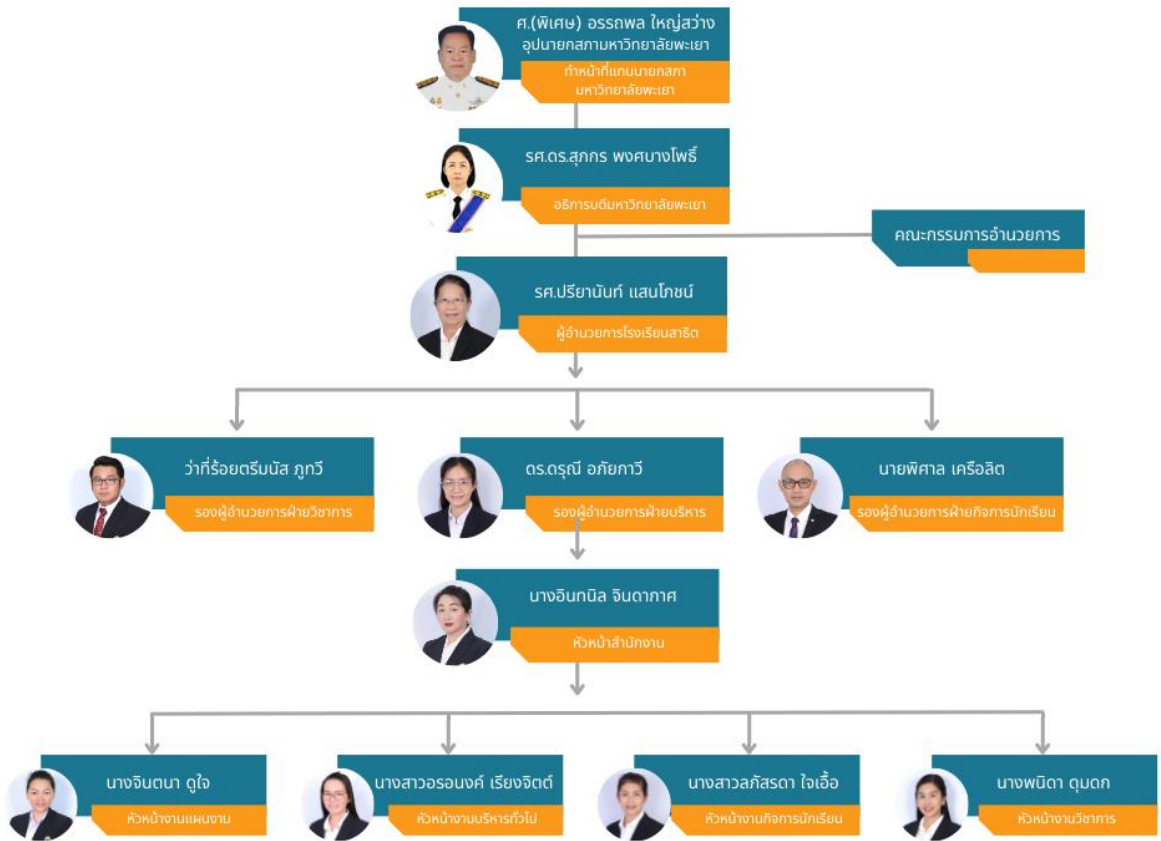 ศ.(พิเศษ) อรรถพล ใหญ่สว่าง
อุปนายกสภามหาวิทยาลัยพะเยา
ทำหน้าที่แทนนายกสภา
มหาวิทยาลัยพะเยา
รศ.ดร.สุภกร พงศบางโพธิ์
อธิการบดีมหาวิทยาลัยพะเยา
คณะกรรมการอำนวยการ
รศ.ปรียานันท์ แสนโภชน์
ผู้อำนวยการโรงเรียนสาธิต
ว่าที่ร้อยตรีมนัส ภูทวี
รองผู้อำนวยการฝ่ายวิชาการ
ดร.ดรุณี อภัยกาวี
รองผู้อำนวยการฝ่ายบริหาร
นายพิศาล เครือลิต
รองผู้อำนวยการฝ่ายกิจการนักเรียน
นางอินทนิล จินดากาศ
หัวหน้าสำนักงาน
นางจินตนา ดูใจ
หัวหน้างานแผนงาน
นางสาวอรอนงค์ เรียงจิตต์
หัวหน้างานบริหารทั่วไป
นางสาวลภัสรดา ใจเอื้อ
หัวหน้างานกิจการนักเรียน
นางพนิดา ดุมดก
หัวหน้างานวิชาการ